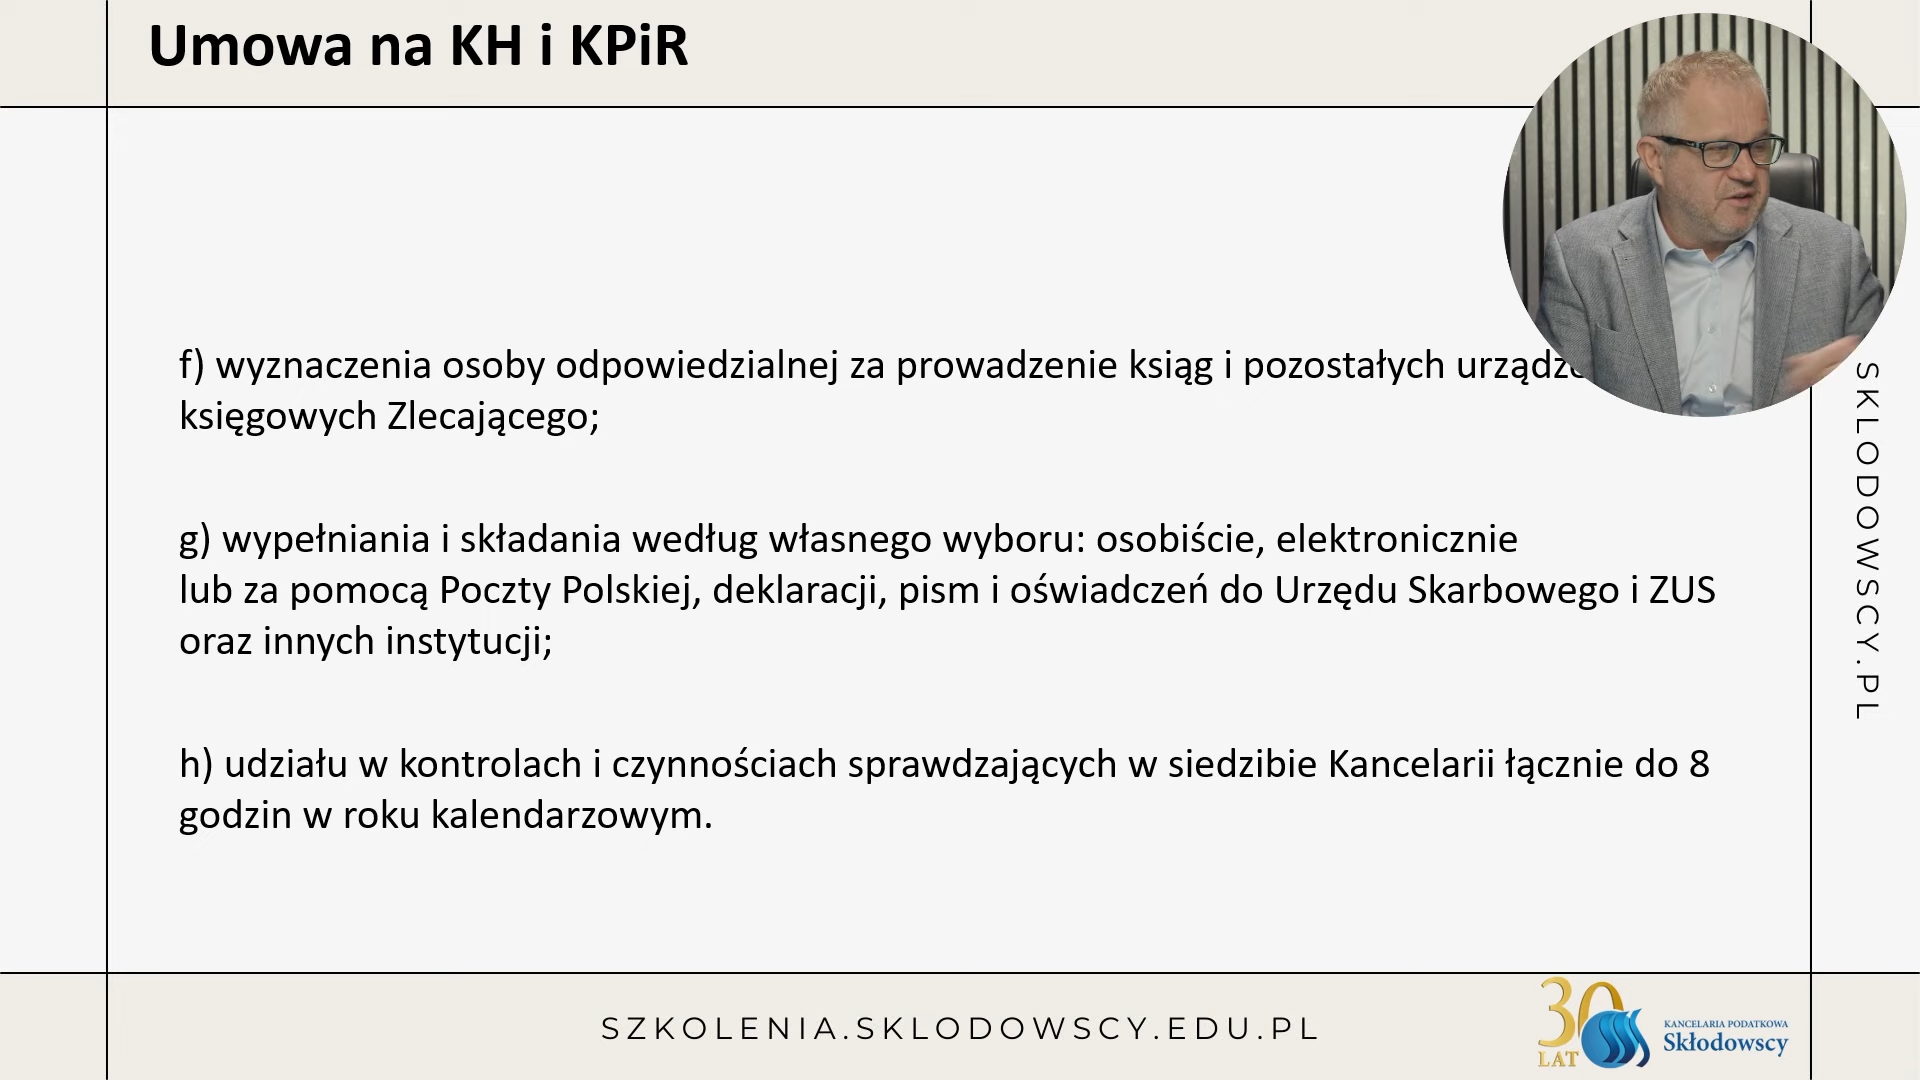 Umowa na KH i KPiR
f) wyznaczenia osoby odpowiedzialnej za prowadzenie ksiąg i pozostałych
księgowych Zlecającego;
g) wypełniania i składania według własnego wyboru: osobiście, elektronicznie
lub za pomocą Poczty Polskiej, deklaracji, pism i oświadczeń do Urzędu Skarbowego i ZUS
oraz innych instytucji;
h) udziału w kontrolach i czynnościach sprawdzających w siedzibie Kancelarii łącznie do 8
godzin w roku kalendarzowym.
SKLODOWSCY.PL
SZKOLENIA.SKLODOWSCY.EDU.PL
30
LAT
KANCELARIA PODATKOWA
Skłodowscy